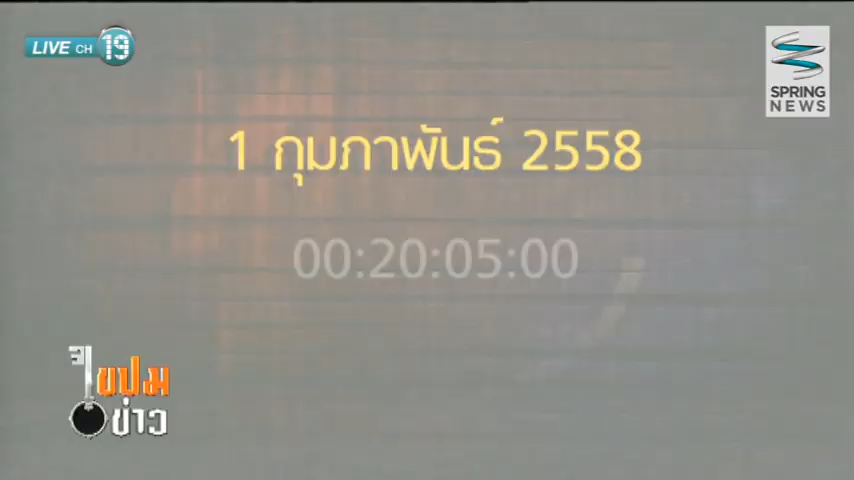 LIVE CH 19
SPRING
NEWS
1 กุมภาพันธ์ 2558
00:20:05:00
ไขปม
ข่าว